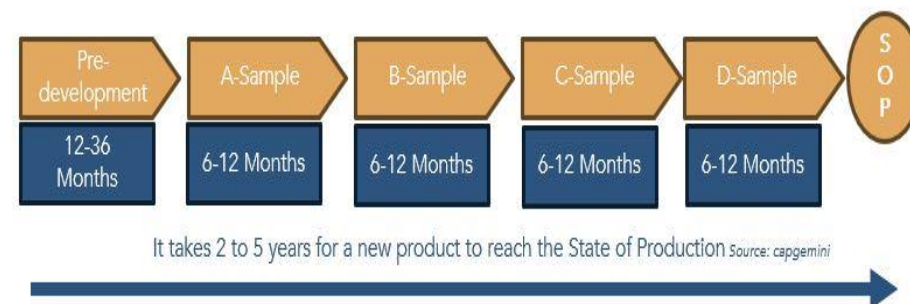 Pre-
development
A-Sample
B-Sample
C-Sample
D-Sample
S
O
P
12-36
Months
6-12 Months
6-12 Months
6-12 Months
6-12 Months
It takes 2 to 5 years for a new product to reach the State of Production Source: capgemini